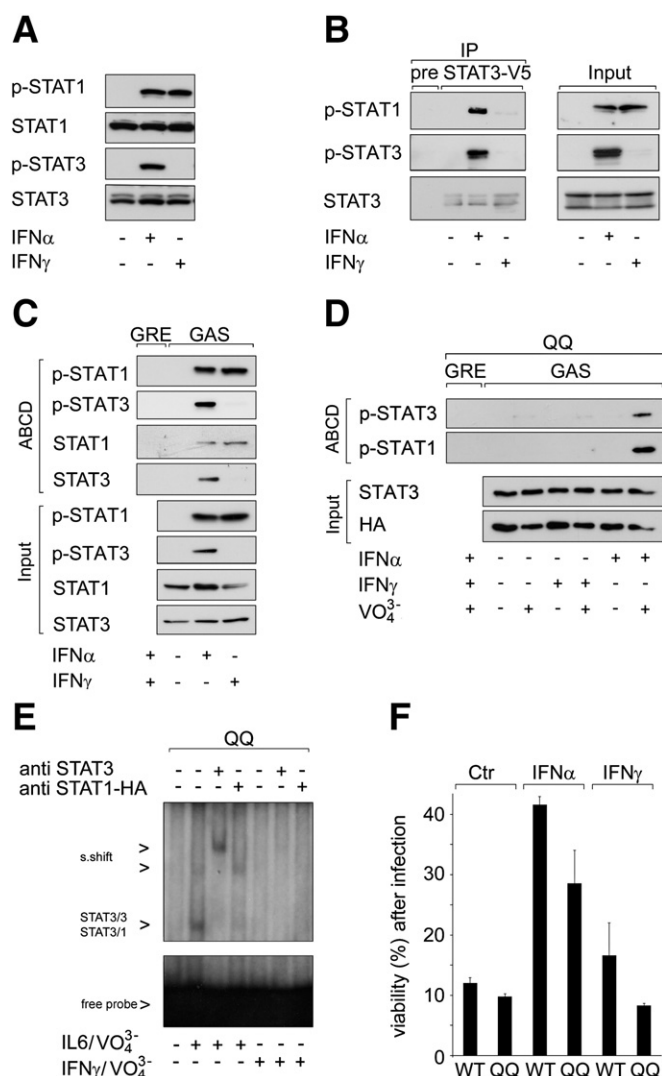 A
p-STAT1
STAT1
p-STAT3
STAT3
IFNα - + -
IFNγ - - +
B
IP
pre STAT3-V5 Input
p-STAT1
p-STAT3
STAT3
IFNα - - + - - + -
IFNγ - - - + - - +
C
GRE GAS
ABCD
p-STAT1
p-STAT3
STAT1
STAT3
Input
p-STAT1
p-STAT3
STAT1
STAT3
IFNα + - + -
IFNγ + - - +
D
QQ
GRE GAS
ABCD
p-STAT3
p-STAT1
Input
STAT3
HA
IFNα + - - - - + +
IFNγ + - - + + - -
VO₄³⁻ + - + - + - +
E
QQ
anti STAT3 - - + - - + -
anti STAT1-HA - - - + - - +
s.shift >
>
STAT3/3
STAT3/1 >
free probe >
IL6/VO₄³⁻ - + + + - - -
IFNγ/VO₄³⁻ - - - - + + +
F
Ctr IFNα IFNγ
viability (%) after infection
40
30
20
10
0
WT QQ WT QQ WT QQ